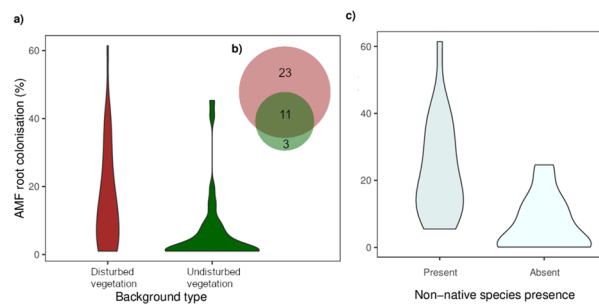 a)
b)
c)
60
40
20
0
AMF root colonisation (%)
23
11
3
Disturbed
vegetation
Undisturbed
vegetation
Background type
60
40
20
0
Present
Absent
Non-native species presence